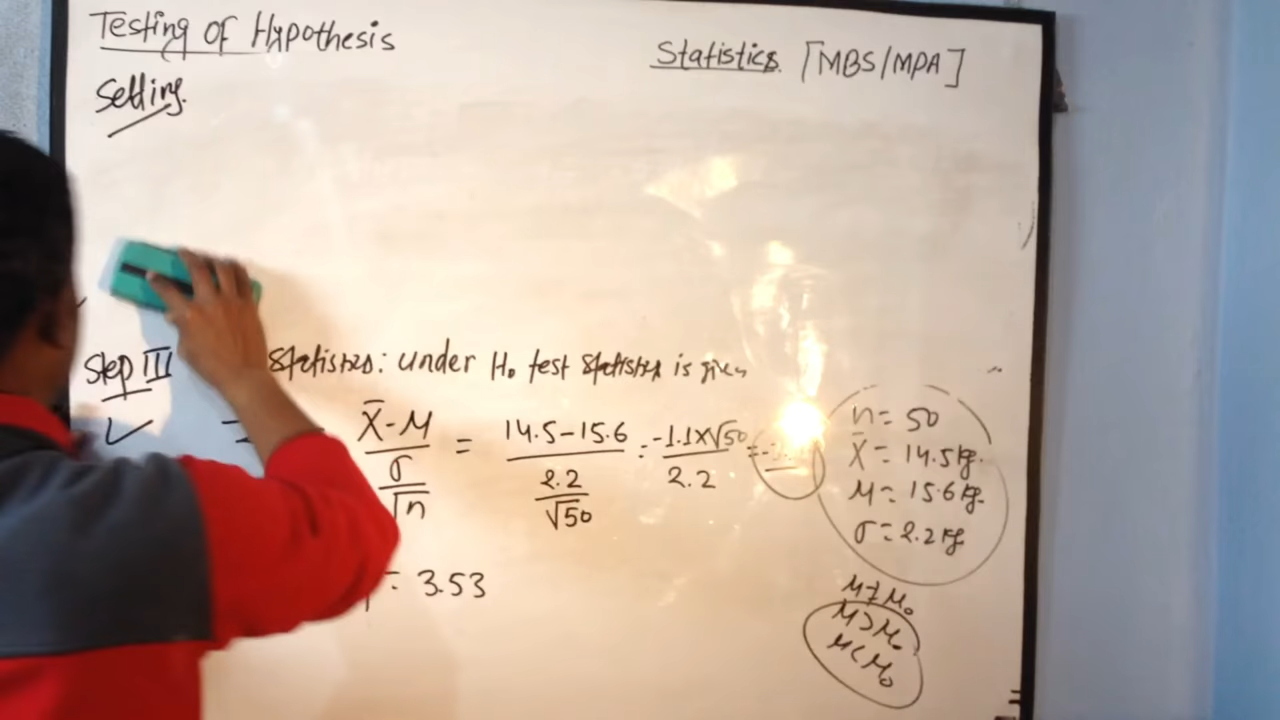 Testing of Hypothesis
Statistics. [MBS/MPA]
Setting.
Step III
Statistics: Under H₀ test statistics is given
X̄-μ / σ/√n = 14.5-15.6 / 2.2/√50 = -1.1×√50 / 2.2 =
= 3.53
n = 50
X̄ = 14.5 kg.
μ = 15.6 kg.
σ = 2.2 kg
μ ≠ μ₀
μ > μ₀
μ < μ₀